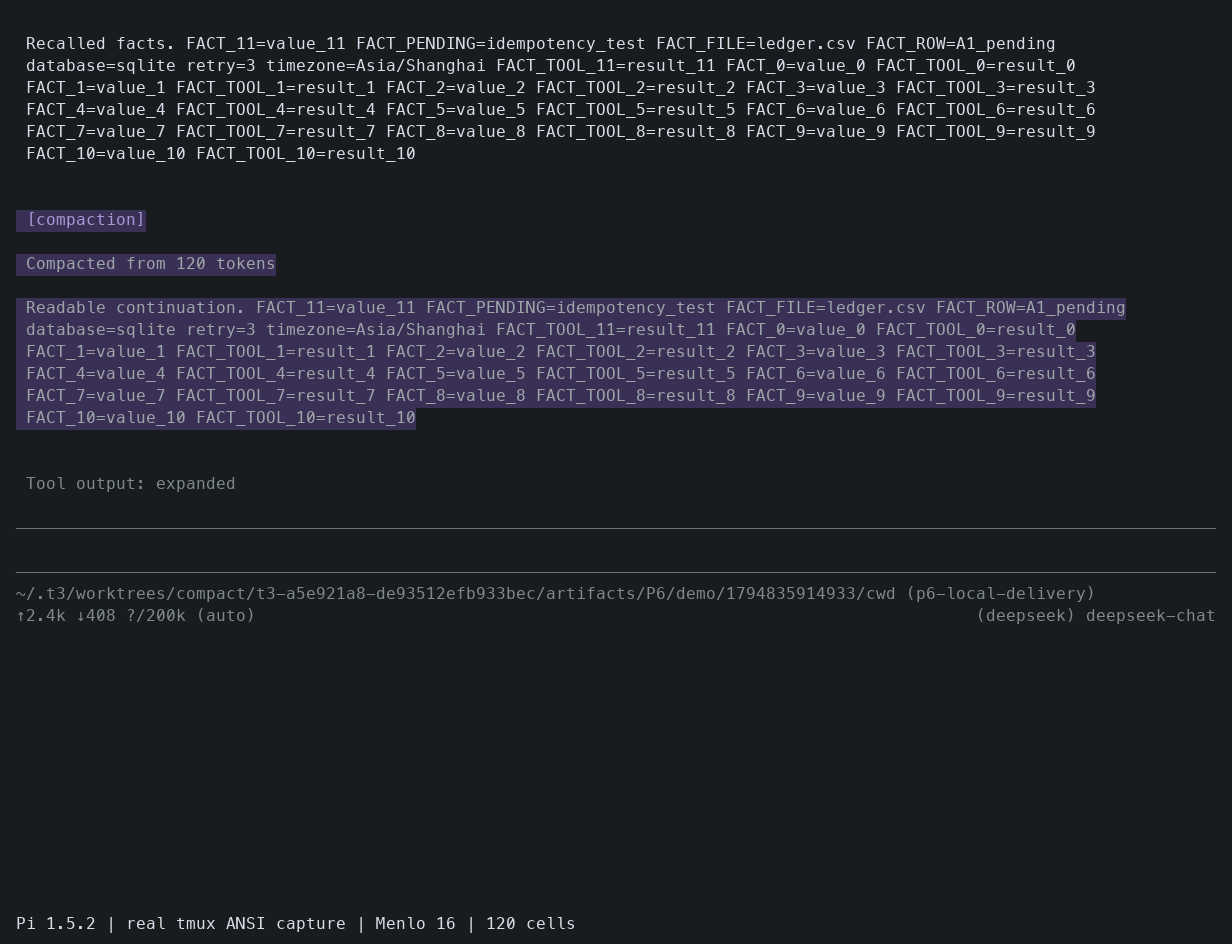 Recalled facts. FACT_11=value_11 FACT_PENDING=idempotency_test FACT_FILE=ledger.csv FACT_ROW=A1_pending
database=sqlite retry=3 timezone=Asia/Shanghai FACT_TOOL_11=result_11 FACT_0=value_0 FACT_TOOL_0=result_0
FACT_1=value_1 FACT_TOOL_1=result_1 FACT_2=value_2 FACT_TOOL_2=result_2 FACT_3=value_3 FACT_TOOL_3=result_3
FACT_4=value_4 FACT_TOOL_4=result_4 FACT_5=value_5 FACT_TOOL_5=result_5 FACT_6=value_6 FACT_TOOL_6=result_6
FACT_7=value_7 FACT_TOOL_7=result_7 FACT_8=value_8 FACT_TOOL_8=result_8 FACT_9=value_9 FACT_TOOL_9=result_9
FACT_10=value_10 FACT_TOOL_10=result_10
[compaction]
Compacted from 120 tokens
Readable continuation. FACT_11=value_11 FACT_PENDING=idempotency_test FACT_FILE=ledger.csv FACT_ROW=A1_pending
database=sqlite retry=3 timezone=Asia/Shanghai FACT_TOOL_11=result_11 FACT_0=value_0 FACT_TOOL_0=result_0
FACT_1=value_1 FACT_TOOL_1=result_1 FACT_2=value_2 FACT_TOOL_2=result_2 FACT_3=value_3 FACT_TOOL_3=result_3
FACT_4=value_4 FACT_TOOL_4=result_4 FACT_5=value_5 FACT_TOOL_5=result_5 FACT_6=value_6 FACT_TOOL_6=result_6
FACT_7=value_7 FACT_TOOL_7=result_7 FACT_8=value_8 FACT_TOOL_8=result_8 FACT_9=value_9 FACT_TOOL_9=result_9
FACT_10=value_10 FACT_TOOL_10=result_10
Tool output: expanded
~/.t3/worktrees/compact/t3-a5e921a8-de93512efb933bec/artifacts/P6/demo/1794835914933/cwd (p6-local-delivery)
↑2.4k ↓408 ?/200k (auto) (deepseek) deepseek-chat
Pi 1.5.2 | real tmux ANSI capture | Menlo 16 | 120 cells